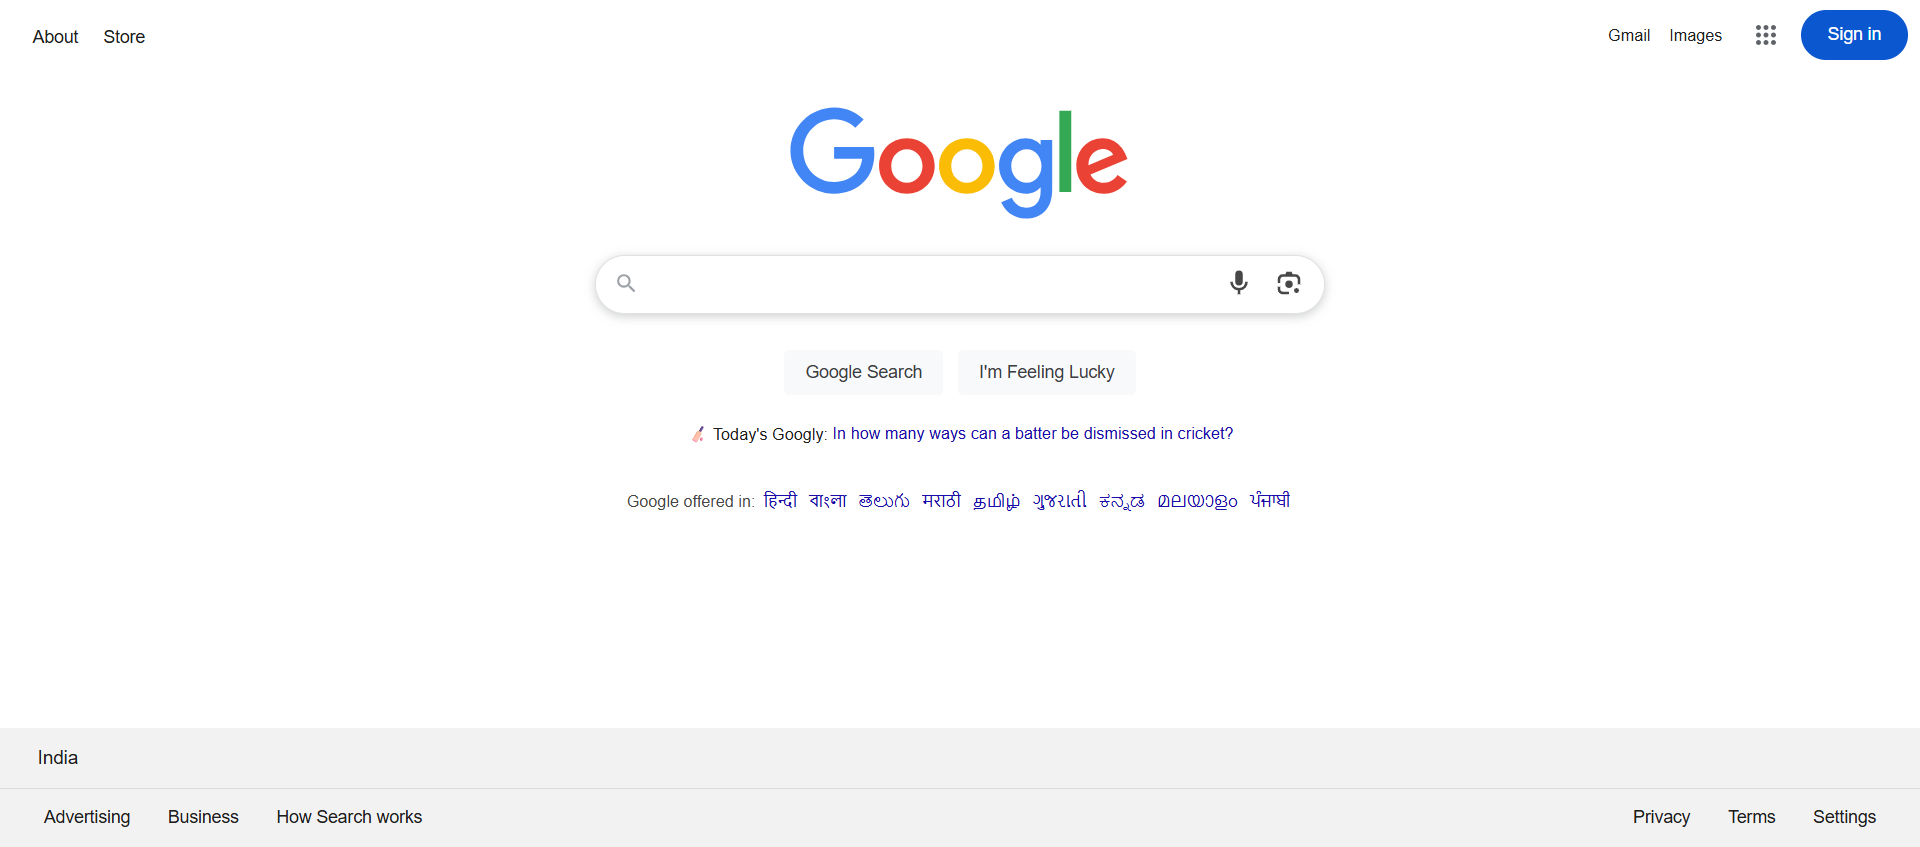 About Store
Gmail Images Sign in
Google
Google Search I'm Feeling Lucky
Today's Googly: In how many ways can a batter be dismissed in cricket?
Google offered in: हिन्दी বাংলা తెలుగు मराठी தமிழ் ગુજરાતી ಕನ್ನಡ മലയാളം ਪੰਜਾਬੀ
India
Advertising Business How Search works
Privacy Terms Settings